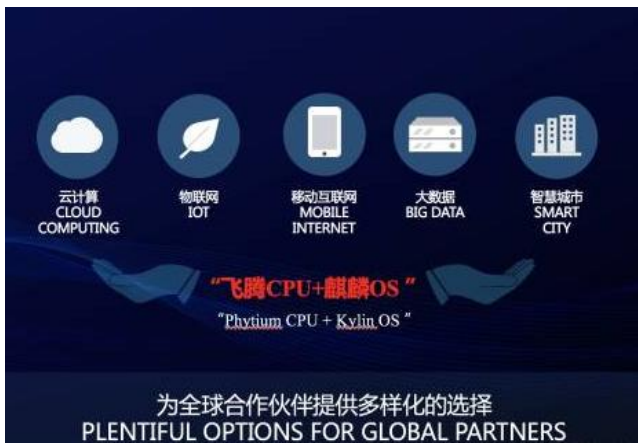 云计算
CLOUD
COMPUTING
物联网
IOT
移动互联网
MOBILE
INTERNET
大数据
BIG DATA
智慧城市
SMART
CITY
“飞腾CPU+麒麟OS ”
“Phytium CPU + Kylin OS ”
为全球合作伙伴提供多样化的选择
PLENTIFUL OPTIONS FOR GLOBAL PARTNERS